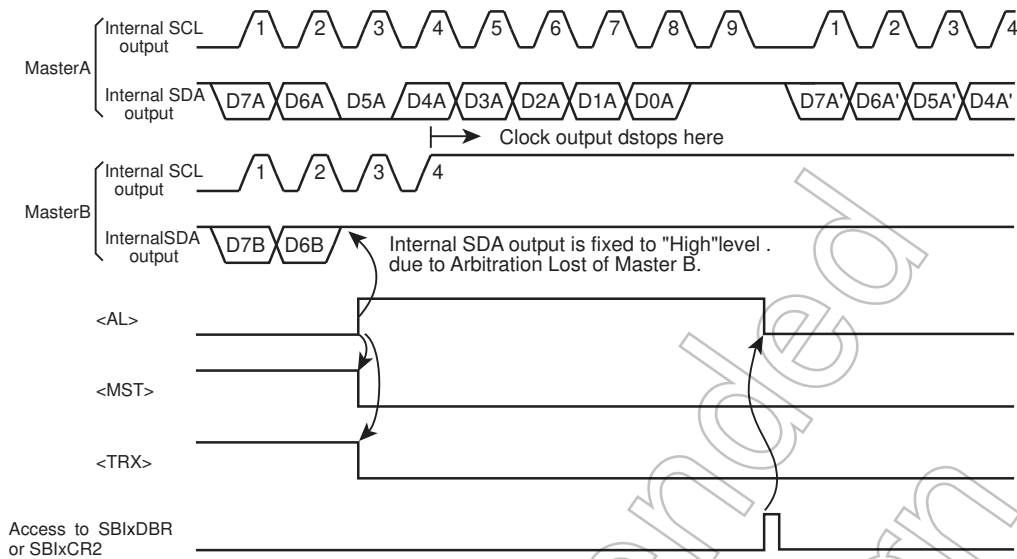 MasterA
Internal SCL
output
1 2 3 4 5 6 7 8 9 1 2 3 4
Internal SDA
output
D7A D6A D5A D4A D3A D2A D1A D0A D7A' D6A' D5A' D4A'
Clock output dstops here
MasterB
Internal SCL
output
1 2 3 4
InternalSDA
output
D7B D6B
Internal SDA output is fixed to "High"level .
due to Arbitration Lost of Master B.
<AL>
<MST>
<TRX>
Access to SBIxDBR
or SBIxCR2